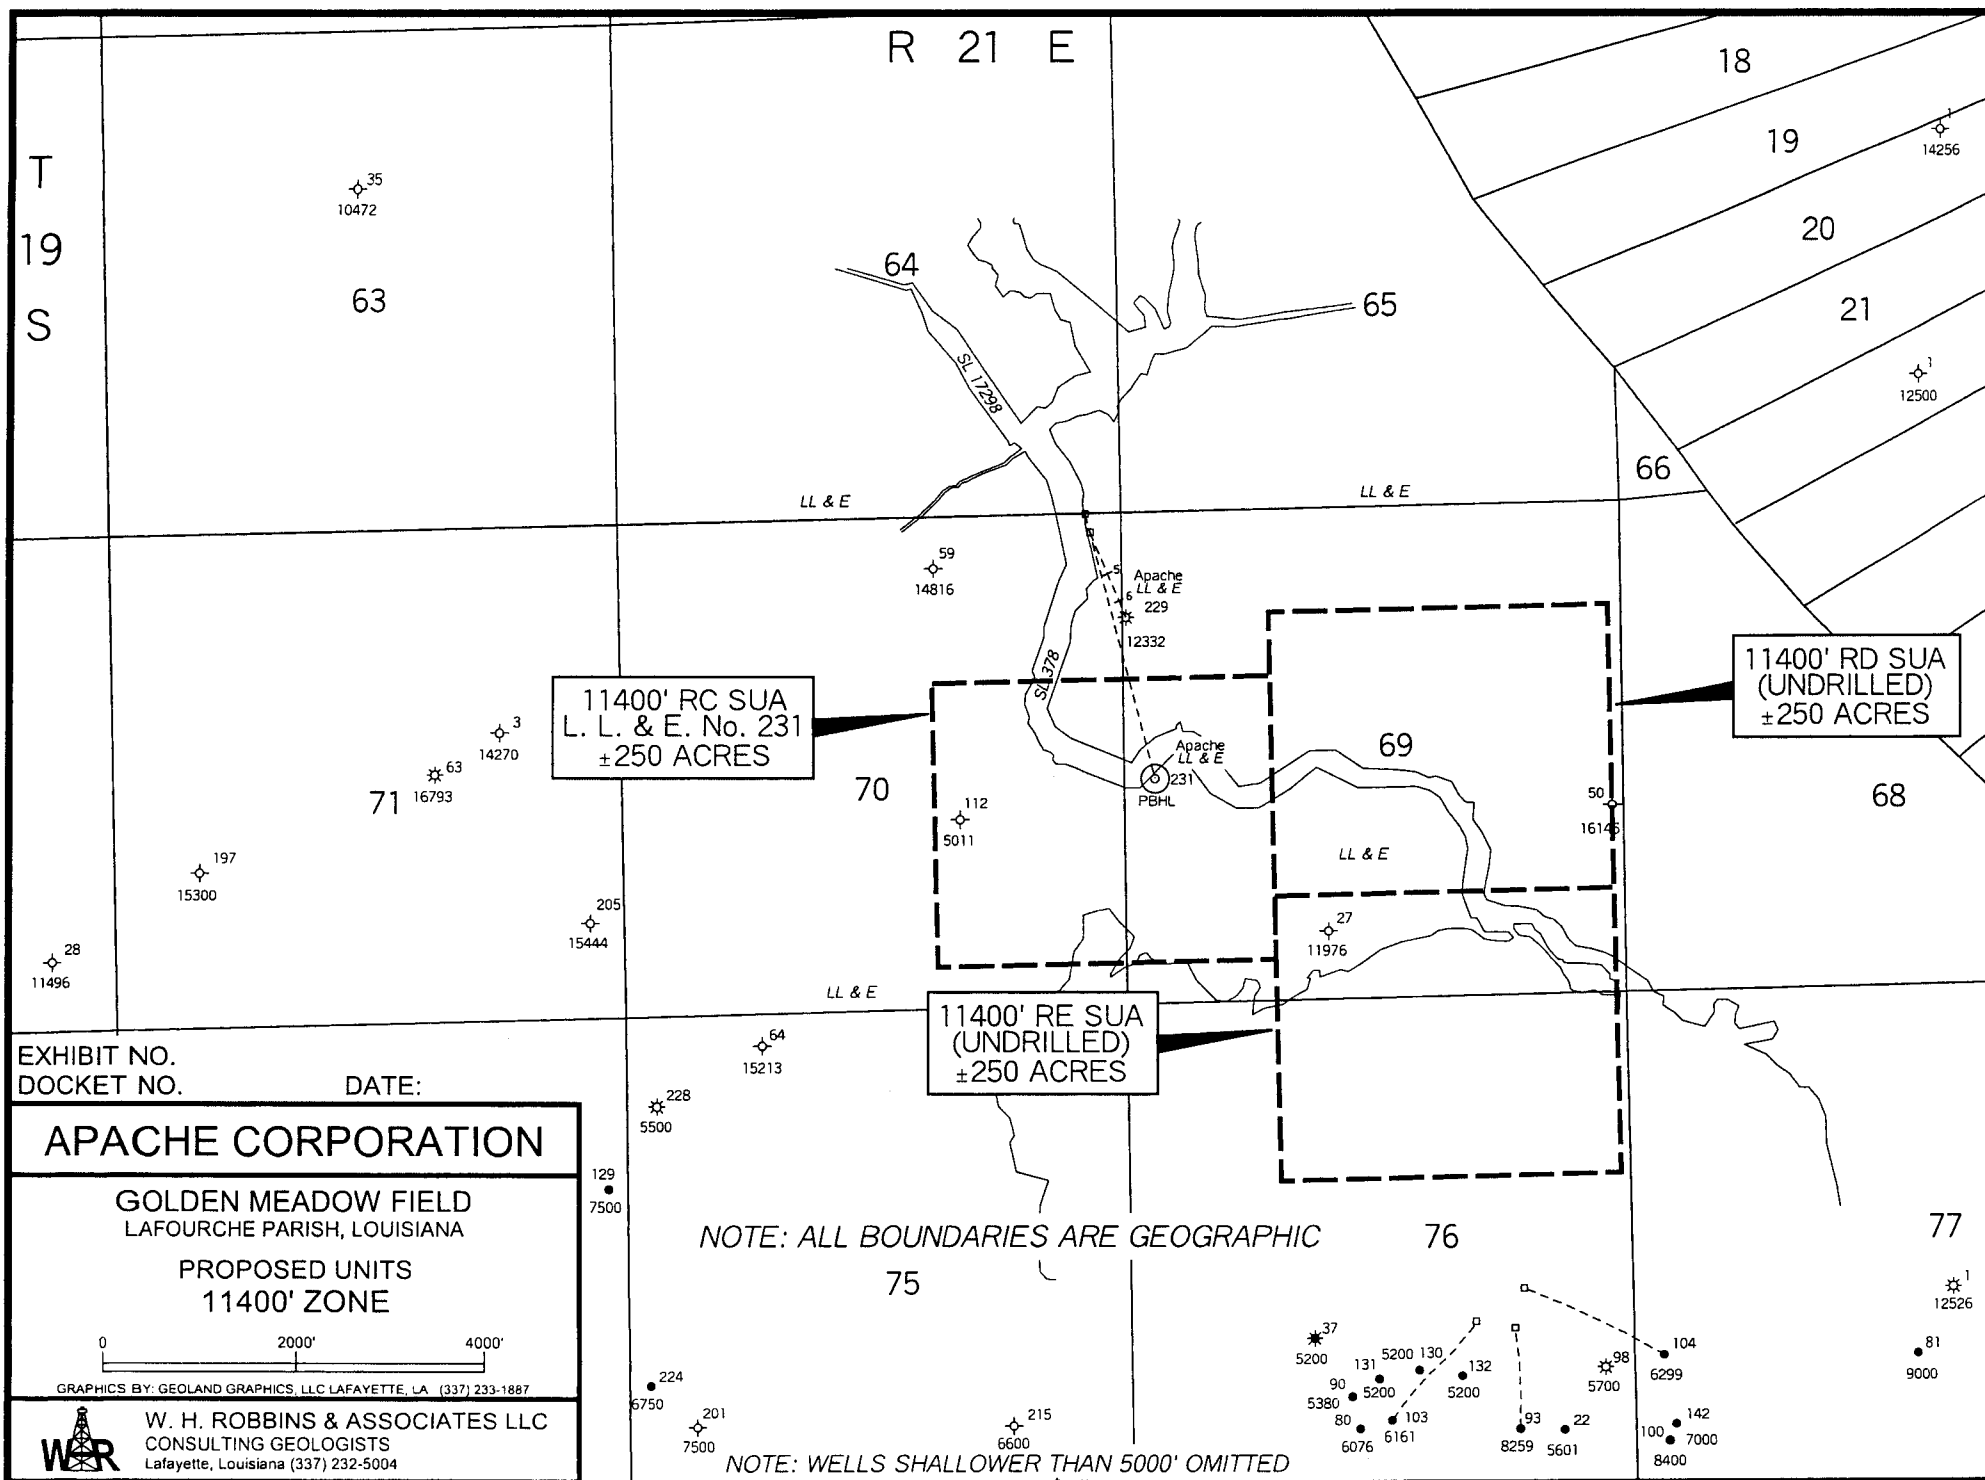 R 21 E
T
19
S
18
19
20
21
1
14256
1
12500
35
10472
63
64
65
66
SL 17298
LL & E
LL & E
59
14816
5
Apache
LL & E
6
229
12332
SL 378
11400' RC SUA
L. L. & E. No. 231
±250 ACRES
11400' RD SUA
(UNDRILLED)
±250 ACRES
3
14270
63
16793
71
70
69
68
Apache
LL & E
231
PBHL
112
5011
50
16146
LL & E
197
15300
205
15444
27
11976
28
11496
LL & E
11400' RE SUA
(UNDRILLED)
±250 ACRES
64
15213
228
5500
129
7500
EXHIBIT NO.
DOCKET NO. DATE:
APACHE CORPORATION
GOLDEN MEADOW FIELD
LAFOURCHE PARISH, LOUISIANA
PROPOSED UNITS
11400' ZONE
0 2000' 4000'
GRAPHICS BY: GEOLAND GRAPHICS, LLC LAFAYETTE, LA (337) 233-1887
W R
W. H. ROBBINS & ASSOCIATES LLC
CONSULTING GEOLOGISTS
Lafayette, Louisiana (337) 232-5004
NOTE: ALL BOUNDARIES ARE GEOGRAPHIC
75
76
77
1
12526
224
6750
201
7500
215
6600
37
5200
131
5200
5200 130
132
5200
90
5380
80
6076
103
6161
93
8259
22
5601
98
5700
104
6299
81
9000
142
7000
100
8400
NOTE: WELLS SHALLOWER THAN 5000' OMITTED